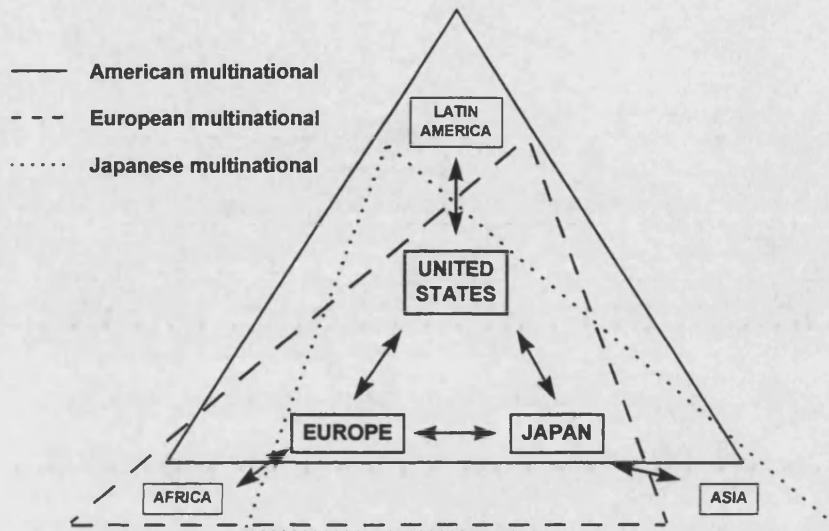 American multinational
European multinational
Japanese multinational
LATIN
AMERICA
UNITED
STATES
EUROPE
JAPAN
AFRICA
ASIA